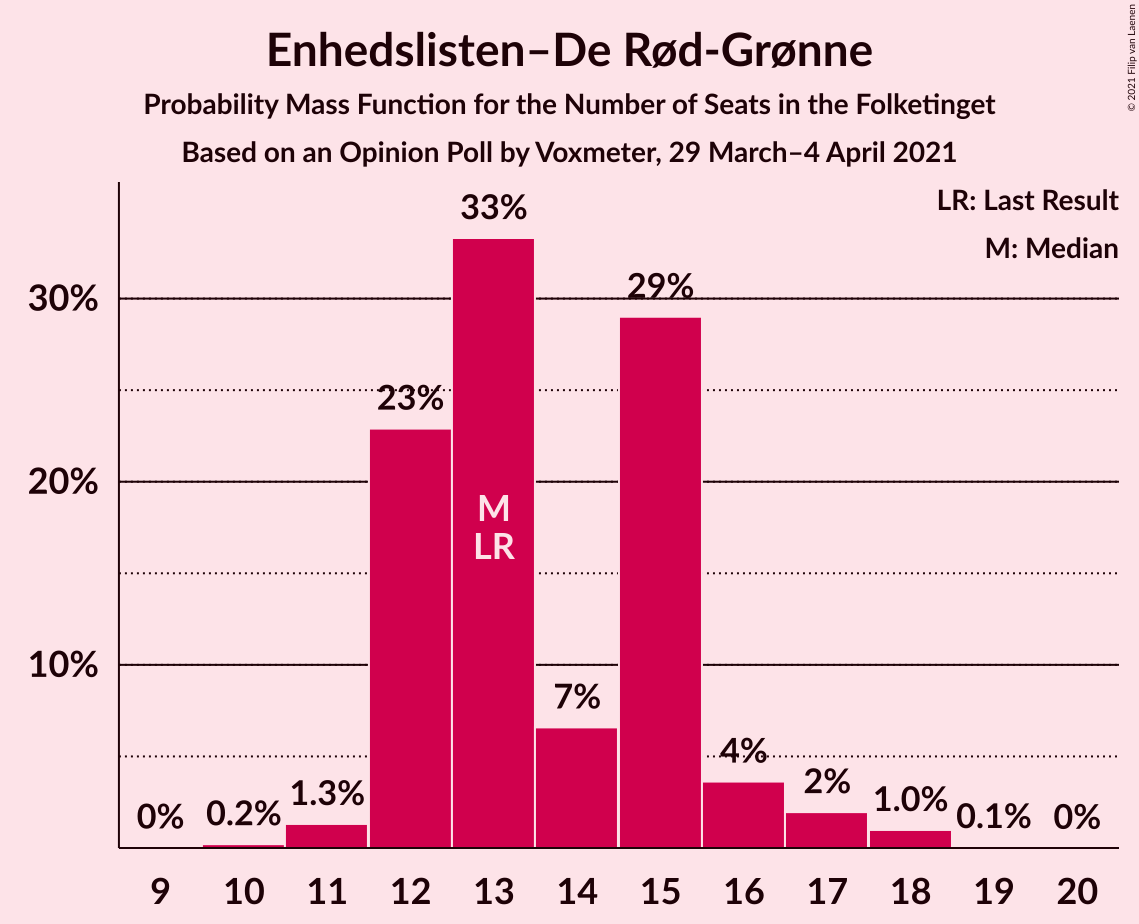 Enhedslisten–De Rød-Grønne
Probability Mass Function for the Number of Seats in the Folketinget
Based on an Opinion Poll by Voxmeter, 29 March–4 April 2021
© 2021 Filip van Laenen
LR: Last Result
M: Median
30%
20%
10%
0%
0.2%
1.3%
23%
33%
7%
29%
4%
2%
1.0%
0.1%
0%
M
LR
9 10 11 12 13 14 15 16 17 18 19 20